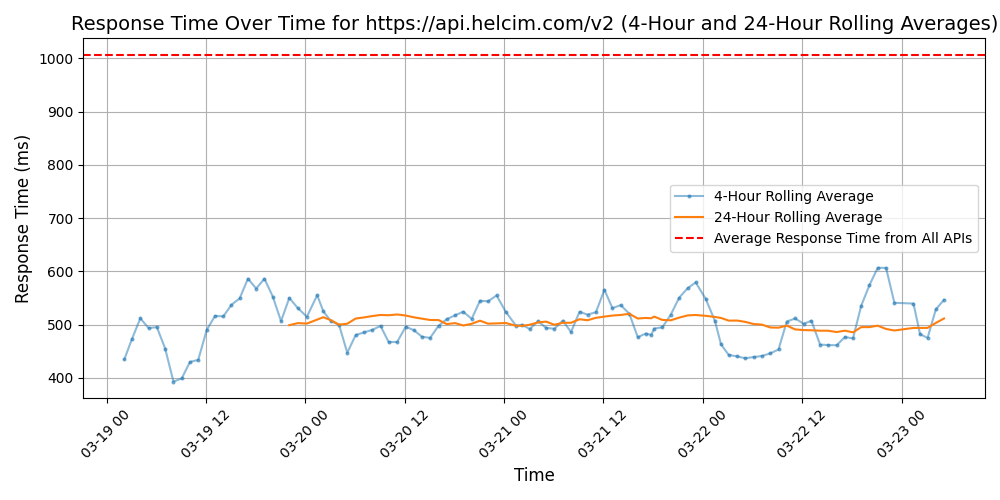 Response Time Over Time for https://api.helcim.com/v2 (4-Hour and 24-Hour Rolling Averages)
Response Time (ms)
1000
900
800
700
600
500
400
4-Hour Rolling Average
24-Hour Rolling Average
Average Response Time from All APIs
03-19 00
03-19 12
03-20 00
03-20 12
03-21 00
03-21 12
03-22 00
03-22 12
03-23 00
Time